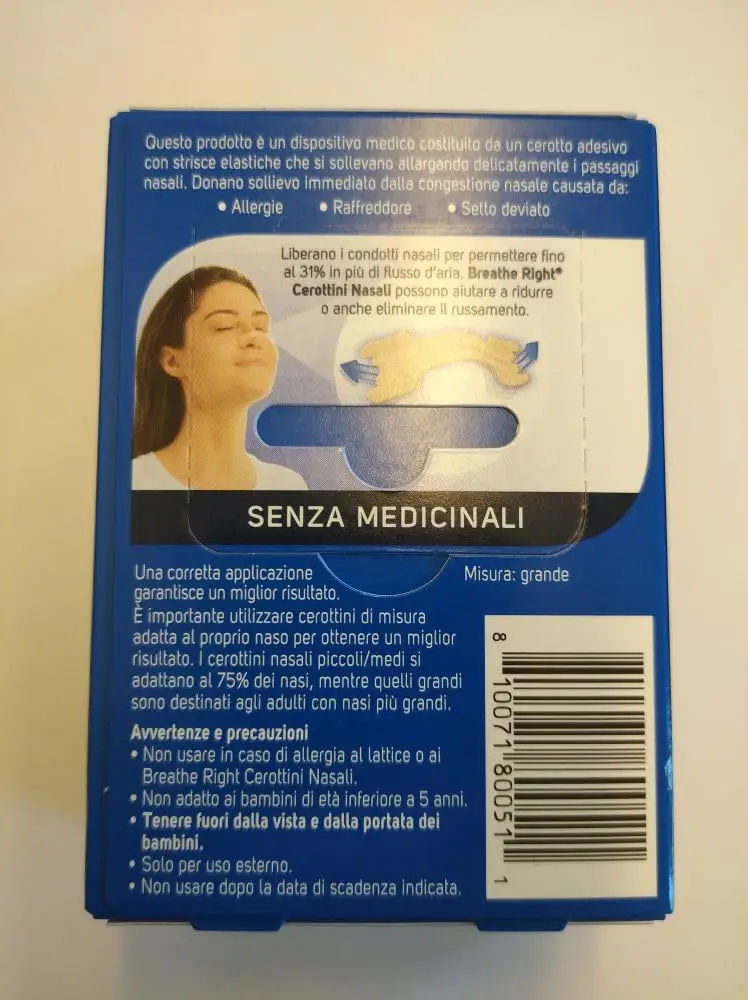 Questo prodotto è un dispositivo medico costituito da un cerotto adesivo
con strisce elastiche che si sollevano allargando delicatamente i passaggi
nasali. Donano sollievo immediato dalla congestione nasale causata da:
• Allergie • Raffreddore • Setto deviato
Liberano i condotti nasali per permettere fino
al 31% in più di flusso d'aria. Breathe Right®
Cerottini Nasali possono aiutare a ridurre
o anche eliminare il russamento.
SENZA MEDICINALI
Una corretta applicazione
garantisce un miglior risultato.
È importante utilizzare cerottini di misura
adatta al proprio naso per ottenere un miglior
risultato. I cerottini nasali piccoli/medi si
adattano al 75% dei nasi, mentre quelli grandi
sono destinati agli adulti con nasi più grandi.
Misura: grande
Avvertenze e precauzioni
• Non usare in caso di allergia al lattice o ai
Breathe Right Cerottini Nasali.
• Non adatto ai bambini di età inferiore a 5 anni.
• Tenere fuori dalla vista e dalla portata dei
bambini.
• Solo per uso esterno.
• Non usare dopo la data di scadenza indicata.
8 10071 80051 1